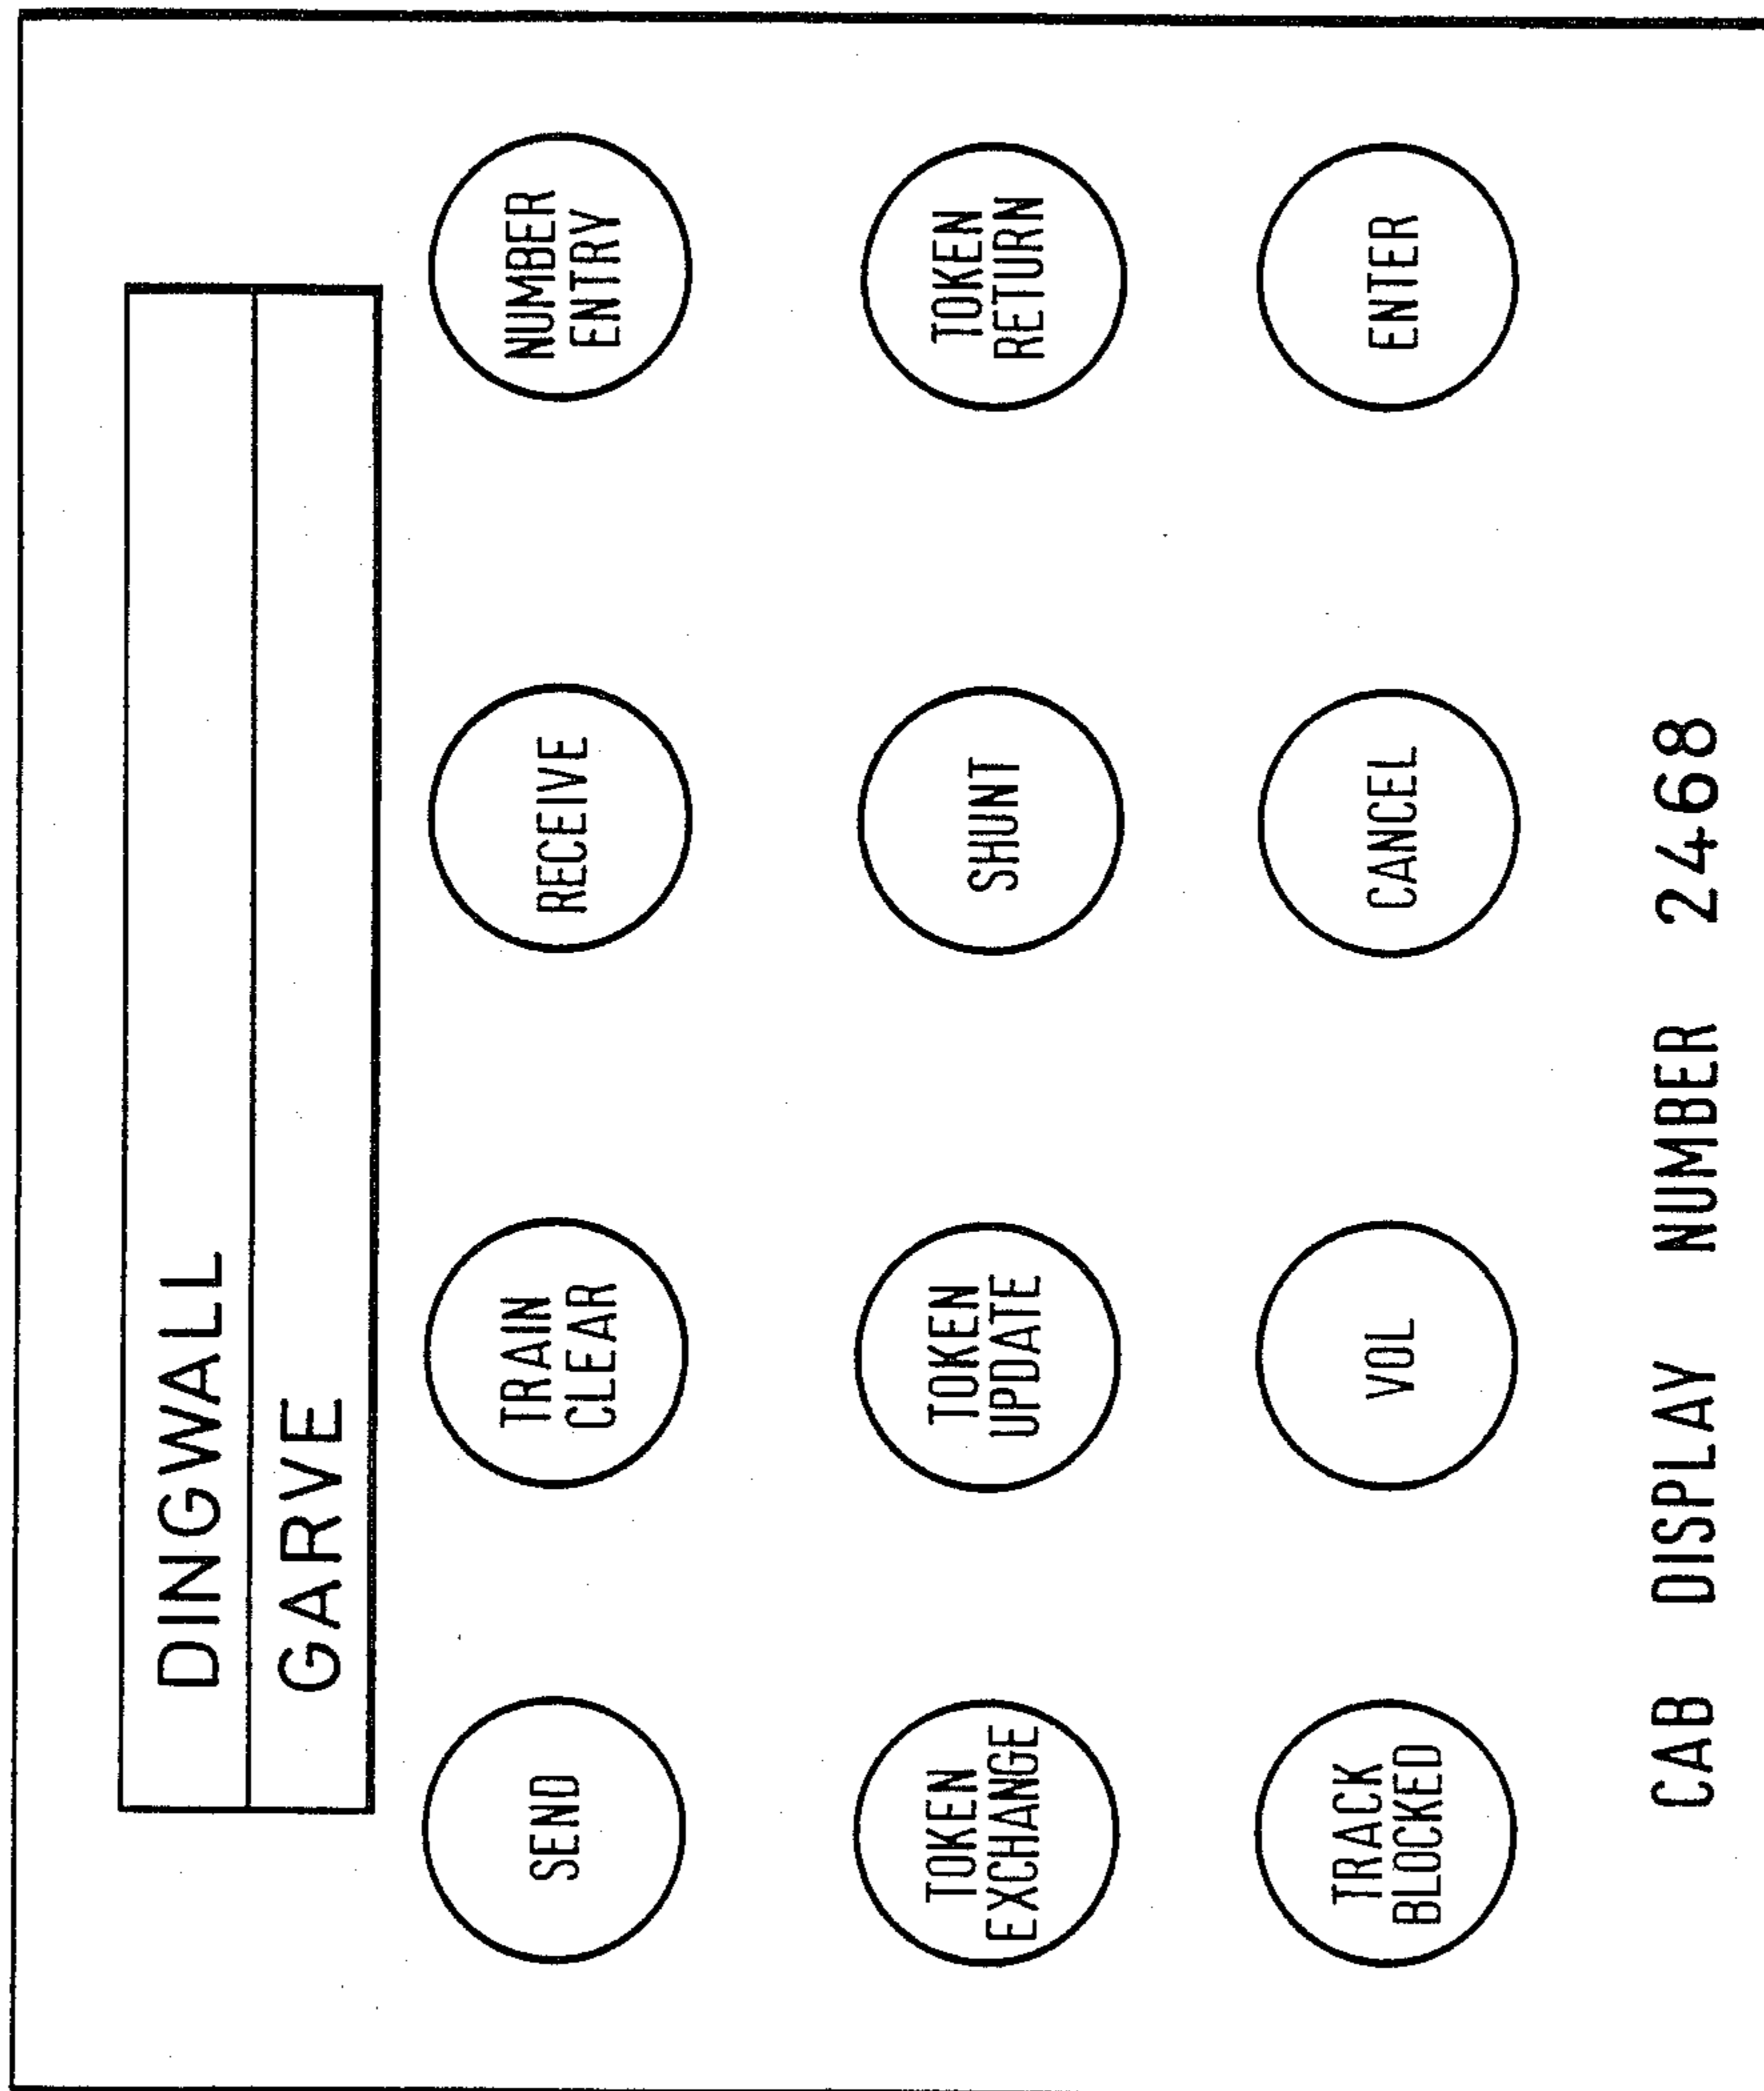 DINGWALL
GARVE
SEND
TRAIN
CLEAR
RECEIVE
NUMBER
ENTRY
TOKEN
EXCHANGE
TOKEN
UPDATE
SHUNT
TOKEN
RETURN
TRACK
BLOCKED
VOL
CANCEL
ENTER
CAB DISPLAY NUMBER 2468